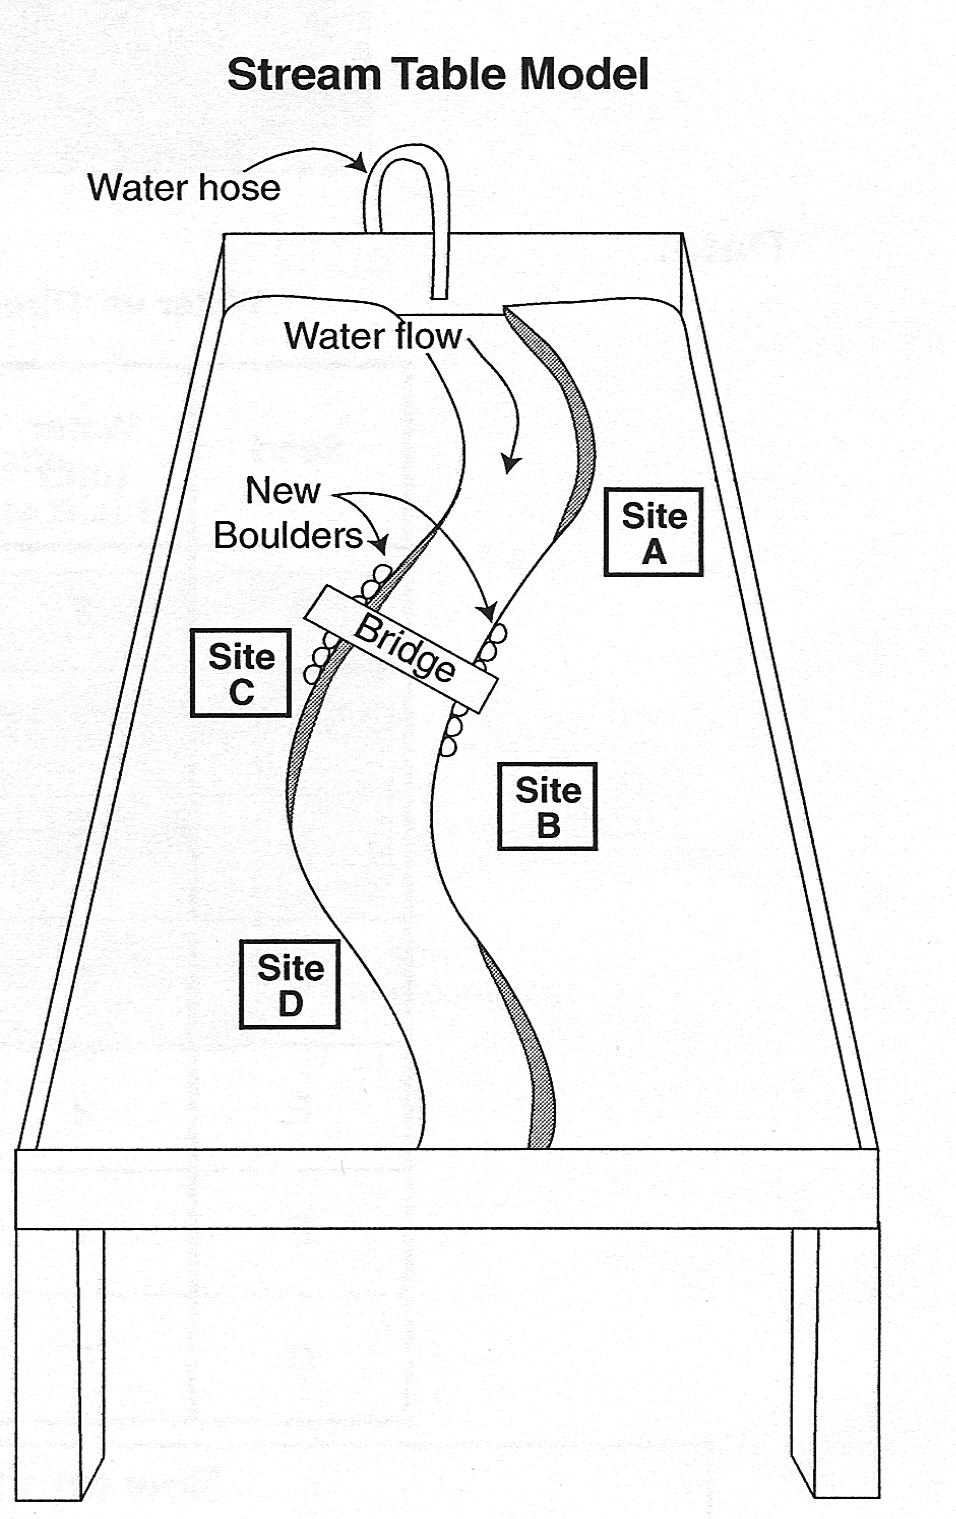 Stream Table Model
Water hose
Water flow
New
Boulders
Site
A
Bridge
Site
C
Site
B
Site
D